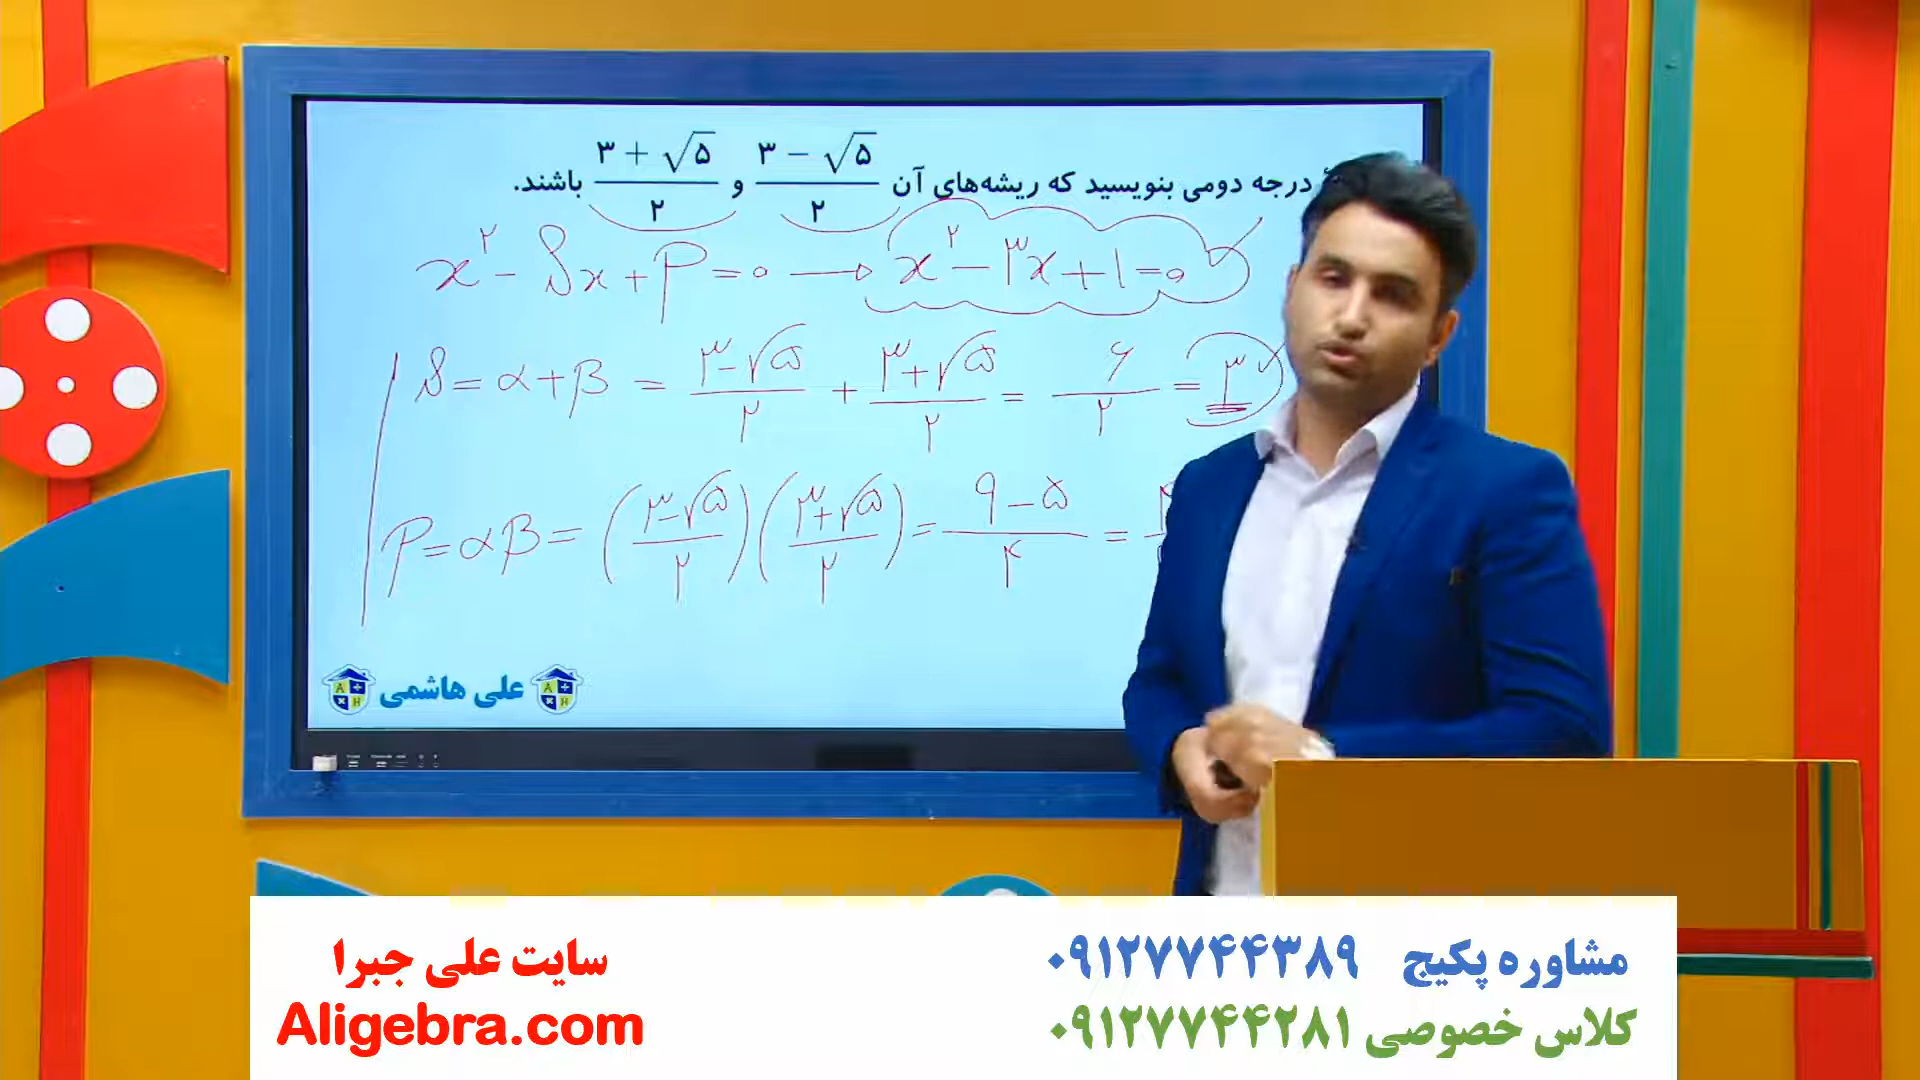 درجه دومی بنویسید که ریشه‌های آن (۳ − √۵)/۲ و (۳ + √۵)/۲ باشند.
x^۲ − Sx + P = ۰ → x^۲ − ۳x + ۱ = ۰
S = α + β = (۳ − √۵)/۲ + (۳ + √۵)/۲ = ۶/۲ = ۳
P = αβ = ((۳ − √۵)/۲)((۳ + √۵)/۲) = (۹ − ۵)/۴ =
علی هاشمی
سایت علی جبرا
Aligebra.com
مشاوره پکیج ۰۹۱۲۷۷۴۴۳۸۹
کلاس خصوصی ۰۹۱۲۷۷۴۴۲۸۱